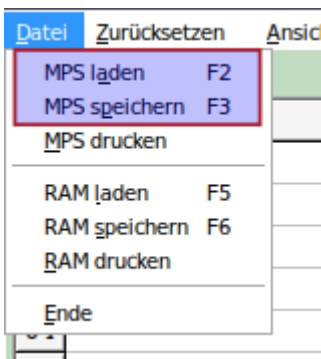 Datei Zurücksetzen Ansic
MPS laden F2
MPS speichern F3
MPS drucken
RAM laden F5
RAM speichern F6
RAM drucken
Ende